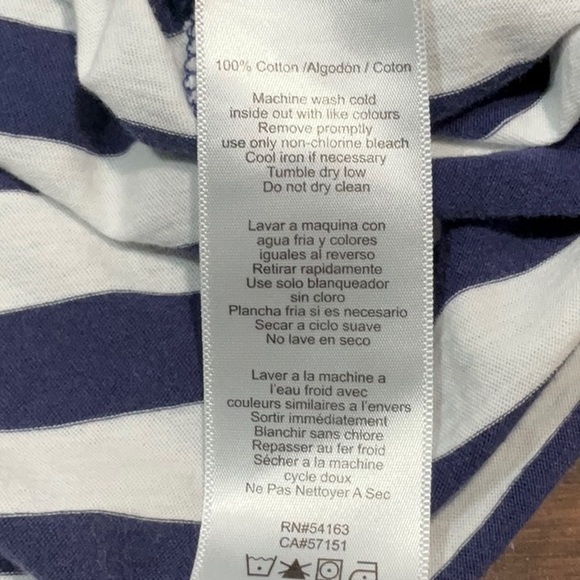 100% Cotton /Algodón / Coton
Machine wash cold
inside out with like colours
Remove promptly
use only non-chlorine bleach
Cool iron if necessary
Tumble dry low
Do not dry clean
Lavar a maquina con
agua fria y colores
iguales al reverso
Retirar rapidamente
Use solo blanqueador
sin cloro
Plancha fria si es necesario
Secar a ciclo suave
No lave en seco
Laver a la machine a
l'eau froid avec
couleurs similaires a l'envers
Sortir immédiatement
Blanchir sans chlore
Repasser au fer froid
Sécher a la machine
cycle doux
Ne Pas Nettoyer A Sec
RN#54163
CA#57151